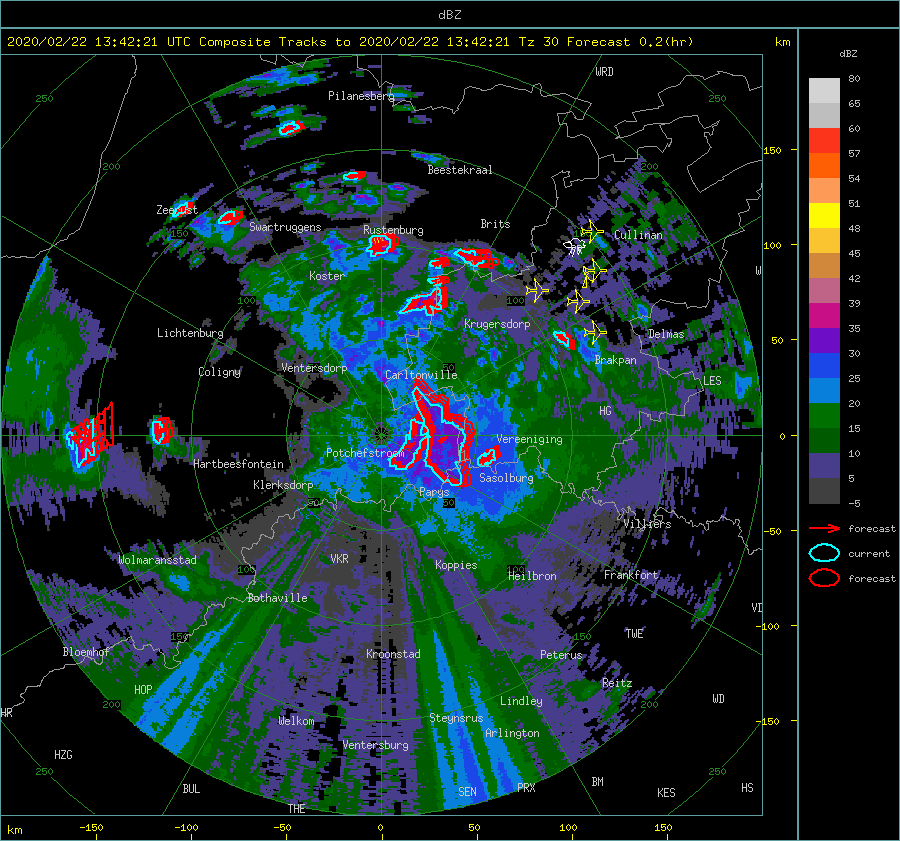 dBZ
2020/02/22 13:42:21 UTC Composite Tracks to 2020/02/22 13:42:21 Tz 30 Forecast 0.2(hr)
km
dBZ
WRD
80
250
Pilanesberg
250
65
60
150
57
200
Beestekraal
200
54
Zeerust
51
Swartruggens
Rustenburg
Brits
150
Cullinan
48
100
45
Koster
W
42
100
100
39
Lichtenburg
Krugersdorp
Delmas
35
50
Brakpan
30
Coligny
Ventersdorp
50
Carltonville
LES
25
HG
20
0
Vereeniging
15
Potchefstroom
10
Hartbeesfontein
Sasolburg
5
Klerksdorp
Parys
50
50
-5
Villiers
forecast
-50
Wolmaransstad
VKR
Koppies
current
100
100
Heilbron
Frankfort
forecast
Bothaville
VD
-100
150
150
TWE
Bloemhof
Kroonstad
Peterus
HOP
Reitz
200
Lindley
200
WD
HR
Welkom
Steynsrus
-150
Arlington
Ventersburg
HZG
250
250
BUL
SEN
PRX
BM
KES
HS
THE
km
-150
-100
-50
0
50
100
150